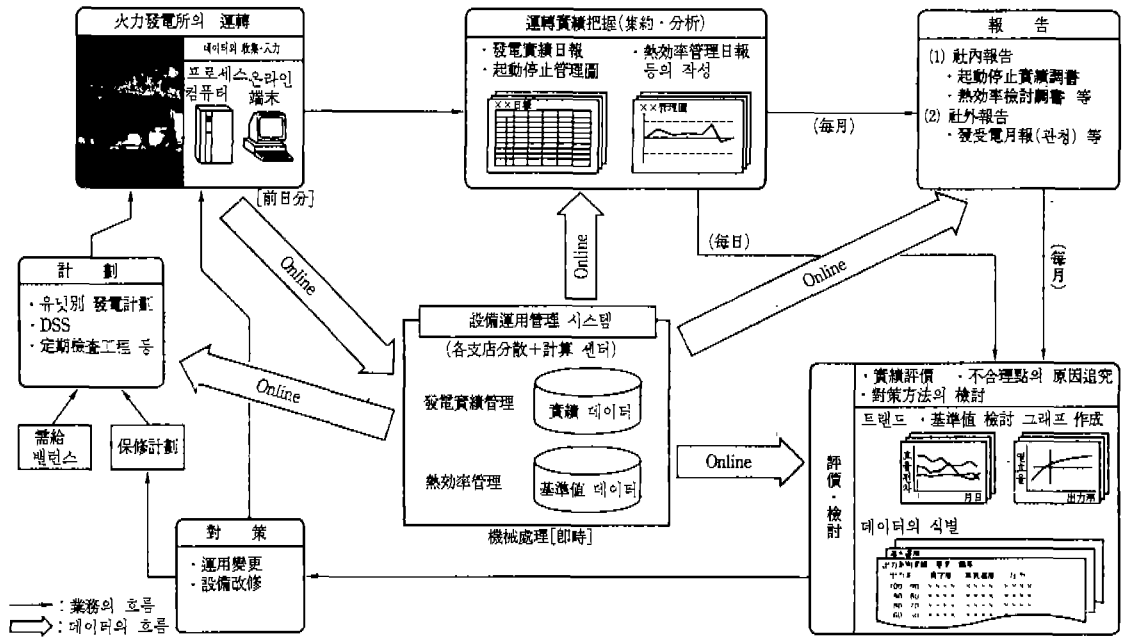 火力發電所의 運轉
데이터의 收集·入力
프로세스 온라인
컴퓨터 端末
[前日分]
運轉實績把握(集約·分析)
· 發電實績日報 · 熱効率管理日報
· 起動停止管理圖 等의 작성
××日報
××管理圖
(每月)
報 告
(1) 社內報告
· 起動停止實績調書
· 熱効率檢討調書 等
(2) 社外報告
· 發受電月報(관청) 等
(每日)
(每月)
Online
Online
Online
Online
Online
計 劃
· 유닛別 發電計劃
· DSS
· 定期檢査工程 등
需給
밸런스
保修計劃
設備運用管理 시스템
(各支店分散+計算 센터)
發電實績管理
實績 데이터
熱効率管理
基準値 데이터
機械處理[即時]
評價·檢討
· 實績評價 · 不合理點의 原因追究
· 對策方法의 檢討
트랜드 · 基準値 檢討 그래프 作成
月日
出力率
데이터의 식별
對 策
· 運用變更
· 設備改修
: 業務의 흐름
: 데이터의 흐름